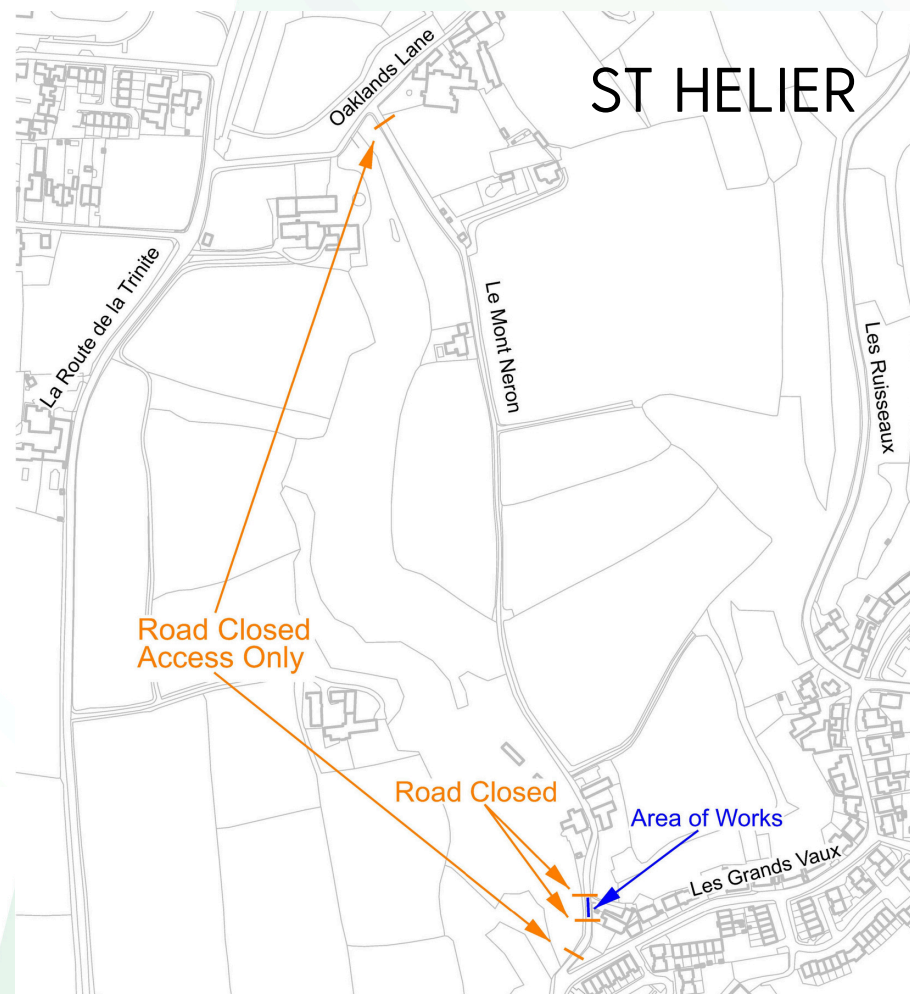 ST HELIER
Oaklands Lane
La Route de la Trinite
Le Mont Neron
Les Ruisseaux
Road Closed
Access Only
Road Closed
Area of Works
Les Grands Vaux